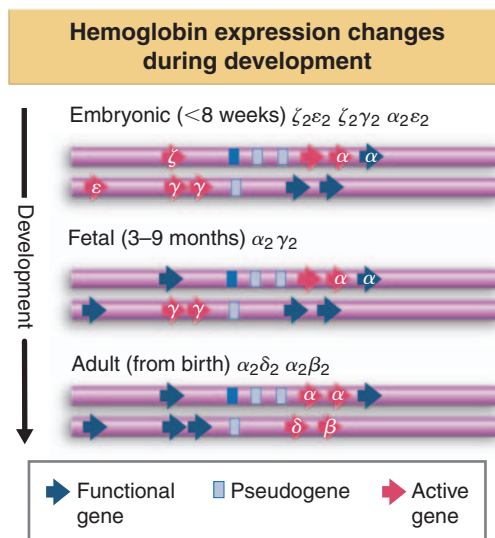 Hemoglobin expression changes
during development
Development
Embryonic (<8 weeks) ζ₂ε₂ ζ₂γ₂ α₂ε₂
ζ α α
ε γ γ
Fetal (3–9 months) α₂γ₂
α α
γ γ
Adult (from birth) α₂δ₂ α₂β₂
α α
δ β
Functional
gene
Pseudogene
Active
gene